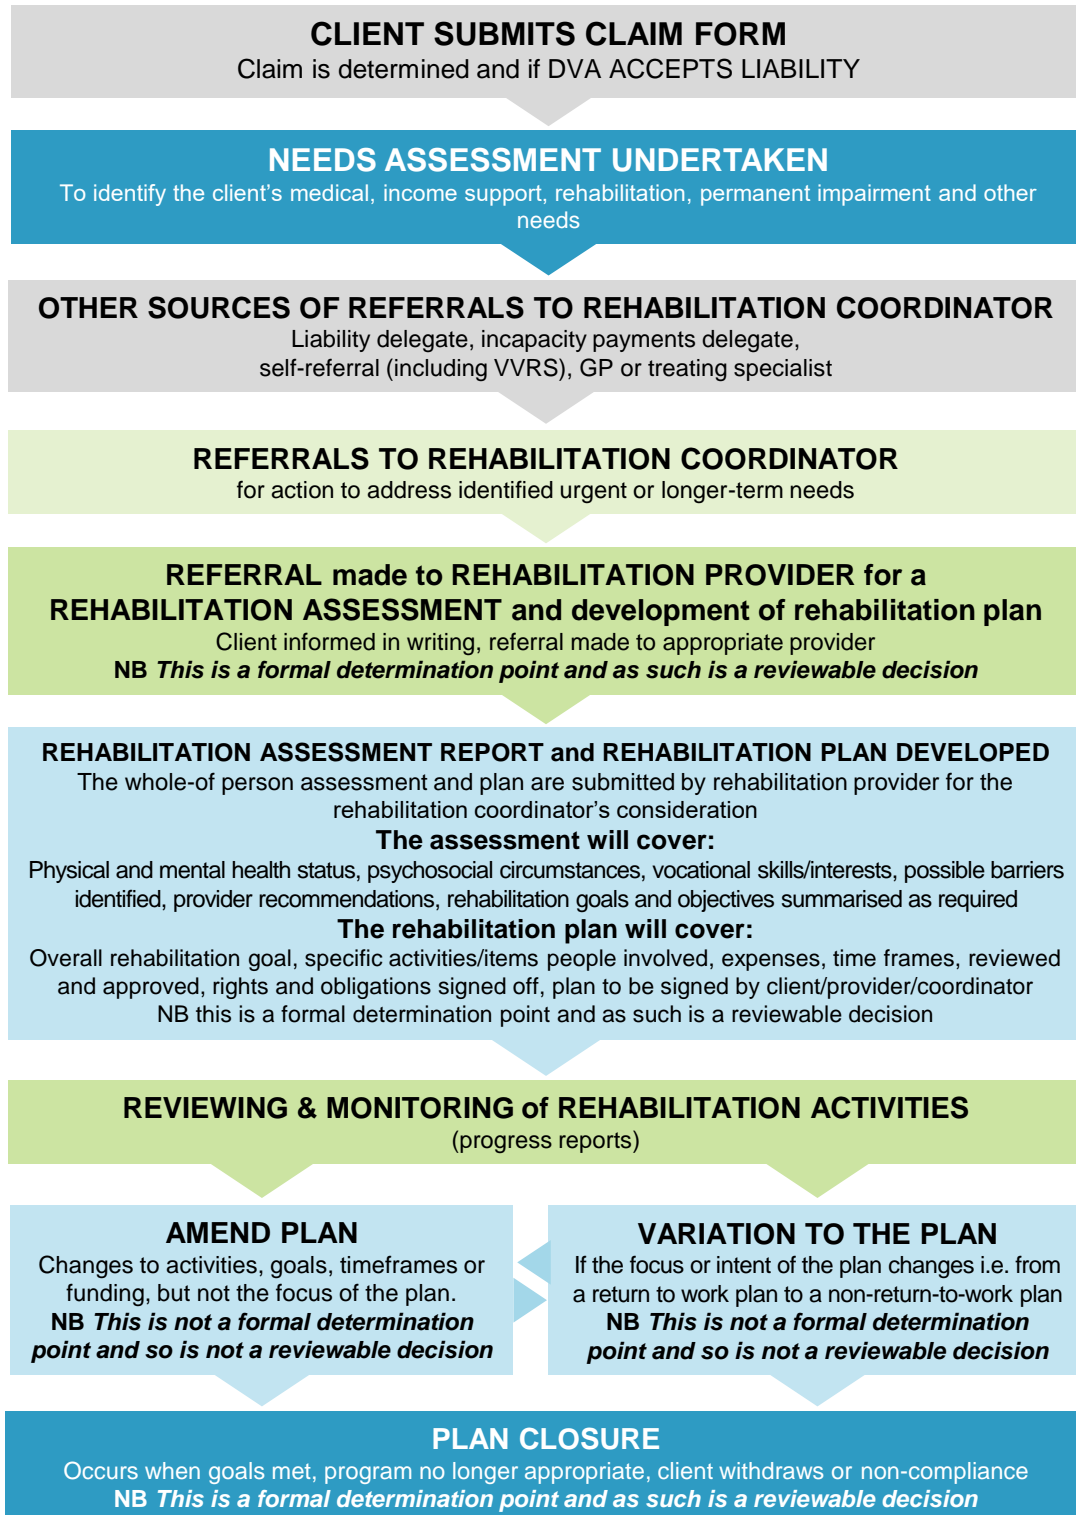 CLIENT SUBMITS CLAIM FORM
Claim is determined and if DVA ACCEPTS LIABILITY
NEEDS ASSESSMENT UNDERTAKEN
To identify the client's medical, income support, rehabilitation, permanent impairment and other
needs
OTHER SOURCES OF REFERRALS TO REHABILITATION COORDINATOR
Liability delegate, incapacity payments delegate,
self-referral (including VVRS), GP or treating specialist
REFERRALS TO REHABILITATION COORDINATOR
for action to address identified urgent or longer-term needs
REFERRAL made to REHABILITATION PROVIDER for a
REHABILITATION ASSESSMENT and development of rehabilitation plan
Client informed in writing, referral made to appropriate provider
NB This is a formal determination point and as such is a reviewable decision
REHABILITATION ASSESSMENT REPORT and REHABILITATION PLAN DEVELOPED
The whole-of person assessment and plan are submitted by rehabilitation provider for the
rehabilitation coordinator's consideration
The assessment will cover:
Physical and mental health status, psychosocial circumstances, vocational skills/interests, possible barriers
identified, provider recommendations, rehabilitation goals and objectives summarised as required
The rehabilitation plan will cover:
Overall rehabilitation goal, specific activities/items people involved, expenses, time frames, reviewed
and approved, rights and obligations signed off, plan to be signed by client/provider/coordinator
NB this is a formal determination point and as such is a reviewable decision
REVIEWING & MONITORING of REHABILITATION ACTIVITIES
(progress reports)
AMEND PLAN
Changes to activities, goals, timeframes or
funding, but not the focus of the plan.
NB This is not a formal determination
point and so is not a reviewable decision
VARIATION TO THE PLAN
If the focus or intent of the plan changes i.e. from
a return to work plan to a non-return-to-work plan
NB This is not a formal determination
point and so is not a reviewable decision
PLAN CLOSURE
Occurs when goals met, program no longer appropriate, client withdraws or non-compliance
NB This is a formal determination point and as such is a reviewable decision